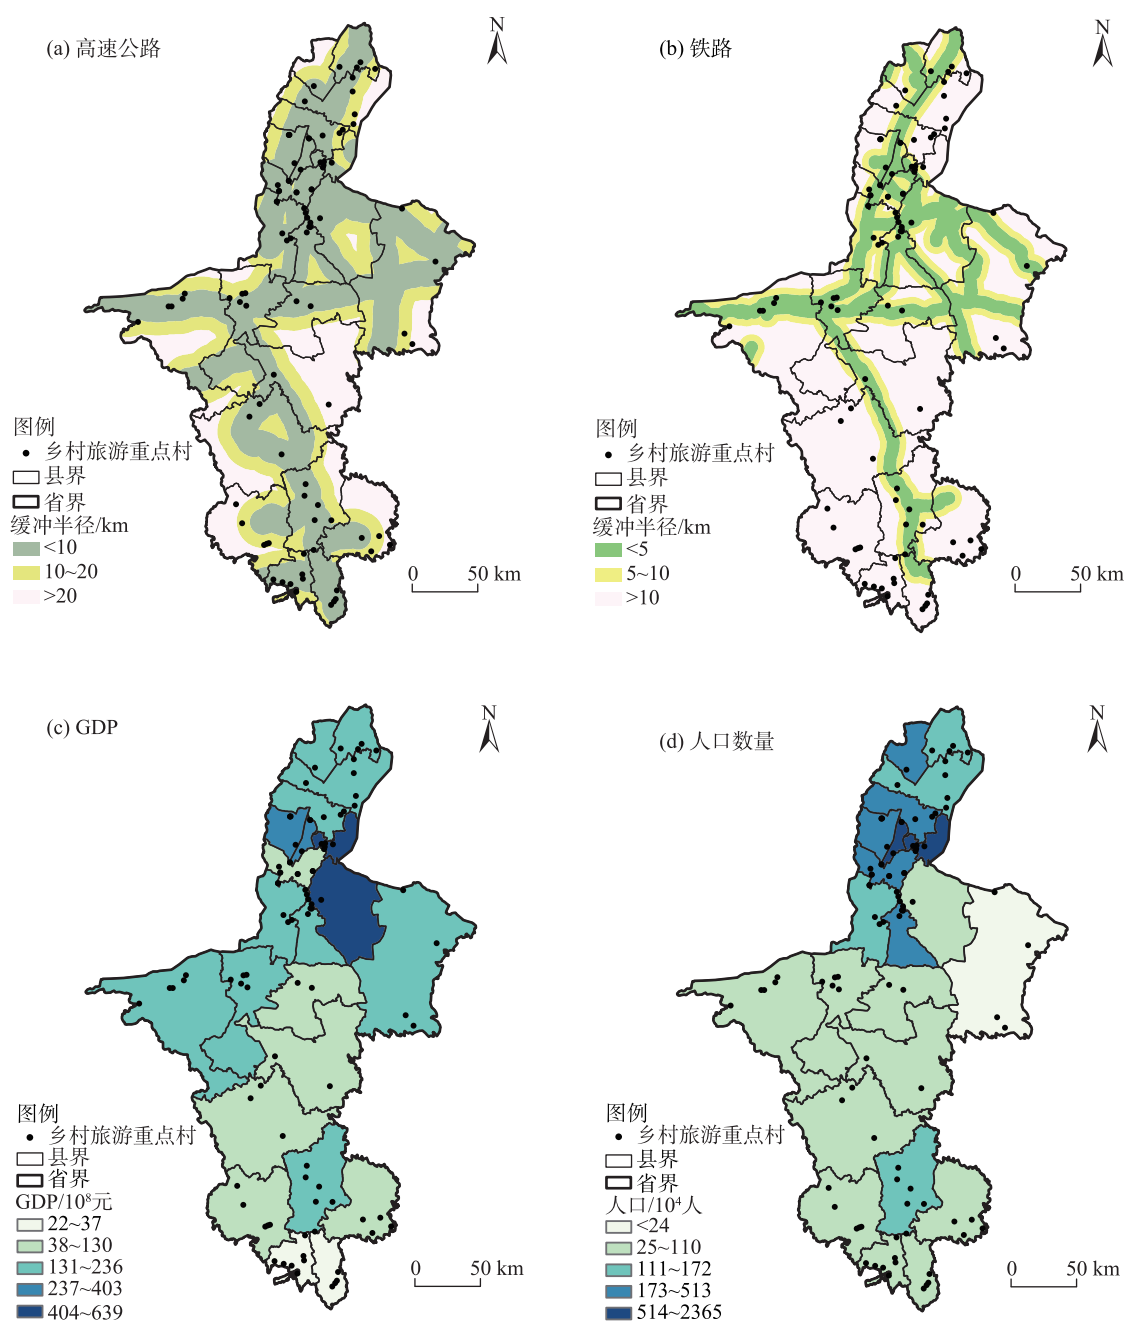 (a) 高速公路
N
图例
乡村旅游重点村
县界
省界
缓冲半径/km
<10
10~20
>20
0 50 km
(b) 铁路
N
图例
乡村旅游重点村
县界
省界
缓冲半径/km
<5
5~10
>10
0 50 km
(c) GDP
N
图例
乡村旅游重点村
县界
省界
GDP/10⁸元
22~37
38~130
131~236
237~403
404~639
0 50 km
(d) 人口数量
N
图例
乡村旅游重点村
县界
省界
人口/10⁴人
<24
25~110
111~172
173~513
514~2365
0 50 km